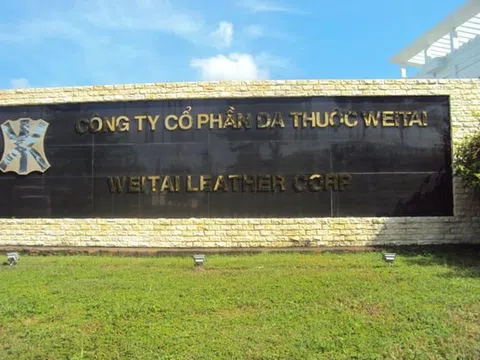 CÔNG TY CỔ PHẦN DA THUỘC WEITAI
WEITAI LEATHER CORP